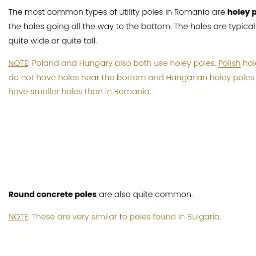 The most common types of utility poles in Romania are holey p
the holes going all the way to the bottom. The holes are typical
quite wide or quite tall.
NOTE: Poland and Hungary also both use holey poles. Polish hol
do not have holes near the bottom and Hungarian holey poles
have smaller holes than in Romania.
Round concrete poles are also quite common.
NOTE: These are very similar to poles found in Bulgaria.